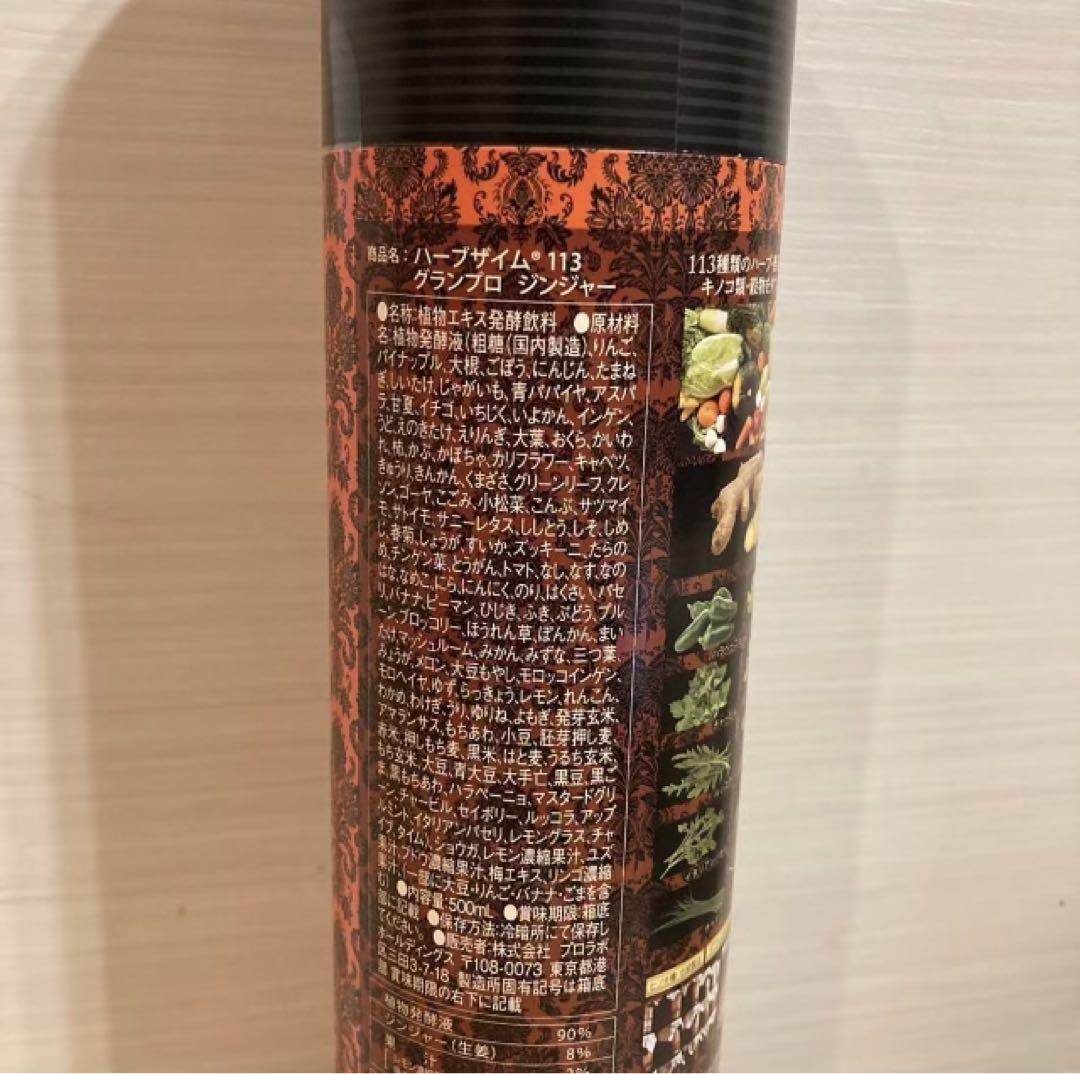 商品名：ハーブザイム® 113
グランプロ ジンジャー
●名称:植物エキス発酵飲料 ●原材料
名:植物発酵液(粗糖(国内製造)、りんご、
パイナップル、大根、ごぼう、にんじん、たまね
ぎ、しいたけ、じゃがいも、青パパイヤ、アスパ
ラ、甘夏、イチゴ、いちじく、いよかん、インゲン、
うど、えのきたけ、えりんぎ、大葉、おくら、かいわ
れ、柿、かぶ、かぼちゃ、カリフラワー、キャベツ、
きゅうり、きんかん、くまざさ、グリーンリーフ、クレ
ソン、ゴーヤ、こごみ、小松菜、こんぶ、サツマイ
モ、サトイモ、サニーレタス、ししとう、しそ、しめ
じ、春菊、しょうが、すいか、ズッキーニ、たらの
め、チンゲン菜、とうがん、トマト、なし、なす、なの
はな、なめこ、にら、にんにく、のり、はくさい、パセ
リ、バナナ、ピーマン、ひじき、ふき、ぶどう、プル
ーン、ブロッコリー、ほうれん草、ぽんかん、まい
たけ、マッシュルーム、みかん、みずな、三つ葉、
みょうが、メロン、大豆もやし、モロッコインゲン、
モロヘイヤ、ゆず、らっきょう、レモン、れんこん、
わかめ、わけぎ、うり、ゆりね、よもぎ、発芽玄米、
アマランサス、もちあわ、小豆、胚芽押し麦、
赤米、押しもち麦、黒米、はと麦、うるち玄米、
もち玄米、大豆、青大豆、大手亡、黒豆、黒ご
ま、黒もちあわ、ハラペーニョ、マスタードグリ
ーン、チャービル、セイボリー、ルッコラ、アップ
ルミント、イタリアンパセリ、レモングラス、チャ
イブ、タイム)、ショウガ、レモン濃縮果汁、ユズ
果汁、ブドウ濃縮果汁、梅エキス、リンゴ濃縮
果汁、(一部に大豆・りんご・バナナ・ごまを含
む) ●内容量:500mL ●賞味期限:箱底
部に記載 ●保存方法:冷暗所にて保存し
てください ●販売者:株式会社 プロラボ
ホールディングス 〒108-0073 東京都港
区三田3-7-18 製造所固有記号は箱底
部 賞味期限の右下に記載
植物発酵液 90%
ジンジャー(生姜) 8%
果 汁
113種類のハーブ・
キノコ類・穀物